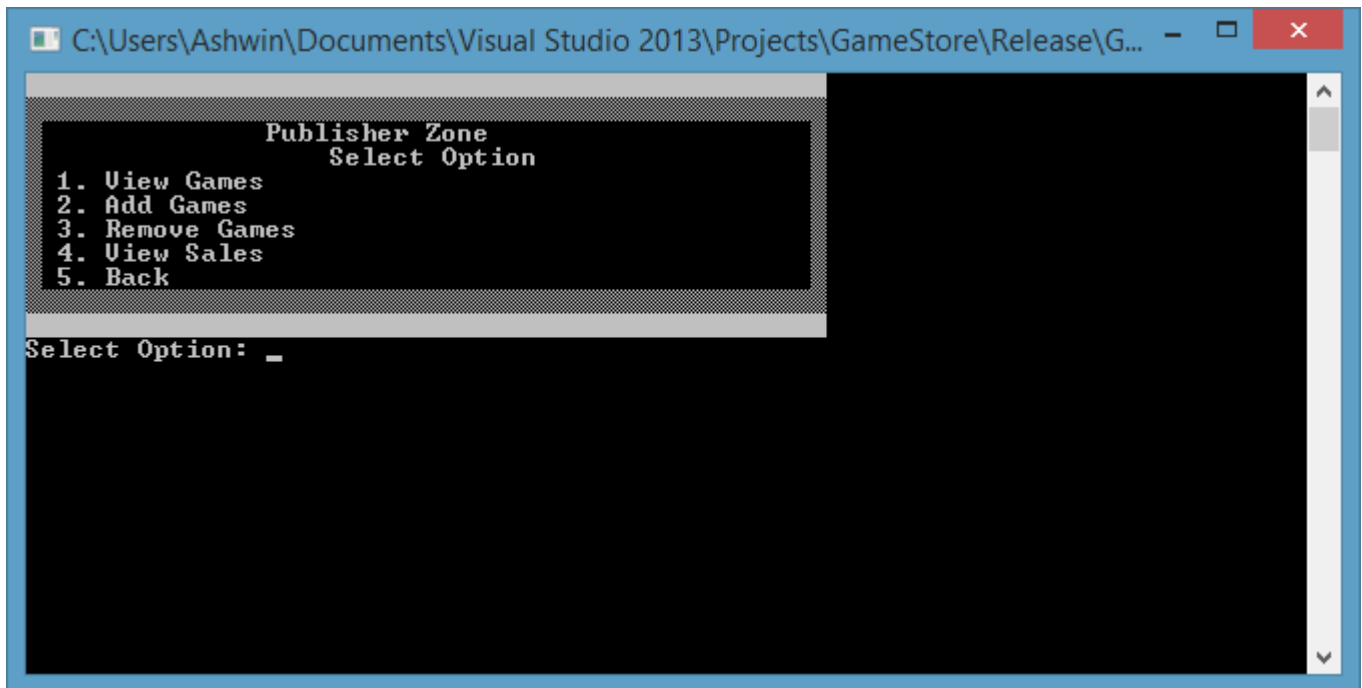 C:\Users\Ashwin\Documents\Visual Studio 2013\Projects\GameStore\Release\G...
Publisher Zone
Select Option
1. View Games
2. Add Games
3. Remove Games
4. View Sales
5. Back
Select Option: _